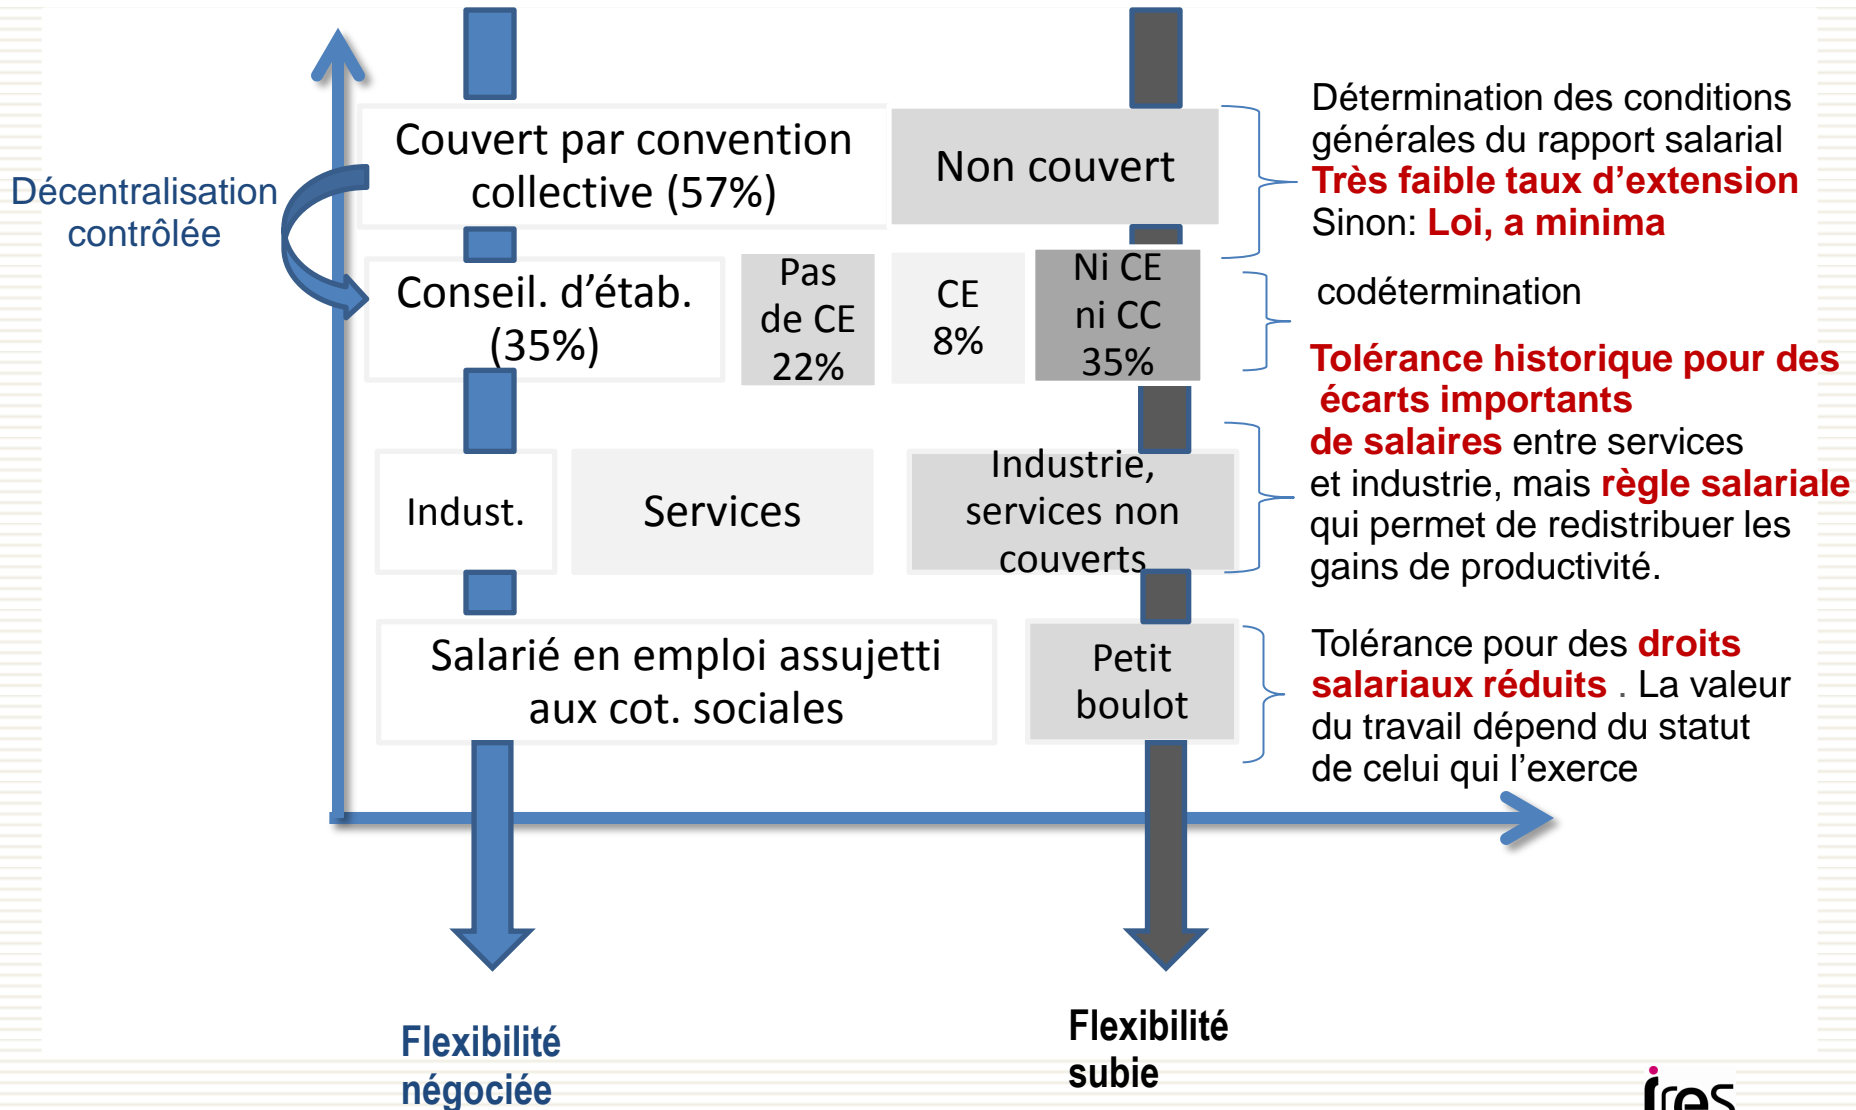 Décentralisation
contrôlée
Couvert par convention
collective (57%)
Non couvert
Détermination des conditions
générales du rapport salarial
Très faible taux d’extension
Sinon: Loi, a minima
Conseil. d’étab.
(35%)
Pas
de CE
22%
CE
8%
Ni CE
ni CC
35%
codétermination
Indust.
Services
Industrie,
services non
couverts
Tolérance historique pour des
écarts importants
de salaires entre services
et industrie, mais règle salariale
qui permet de redistribuer les
gains de productivité.
Salarié en emploi assujetti
aux cot. sociales
Petit
boulot
Tolérance pour des droits
salariaux réduits . La valeur
du travail dépend du statut
de celui qui l’exerce
Flexibilité
négociée
Flexibilité
subie
ires